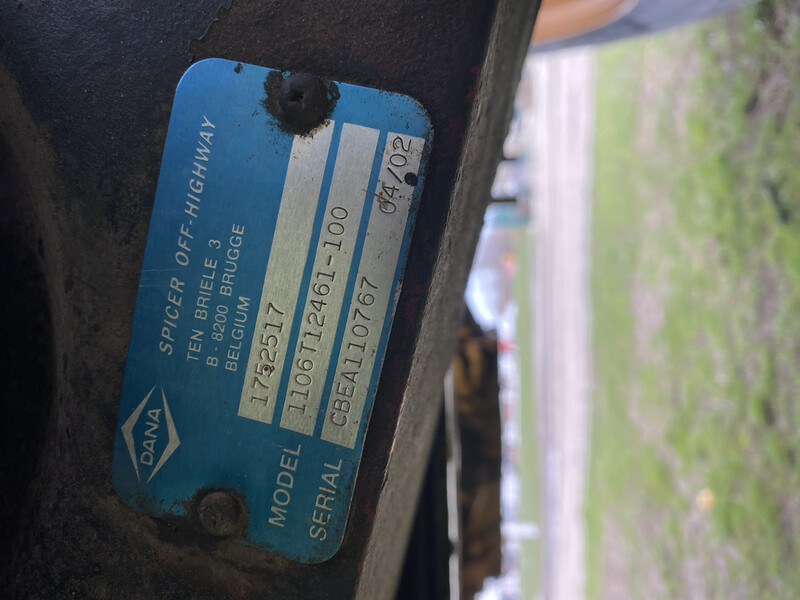 DANA
SPICER OFF-HIGHWAY
TEN BRIELE 3
B - 8200 BRUGGE
BELGIUM
1752517
MODEL 1106T12461-100
SERIAL CBEA110767 04/02